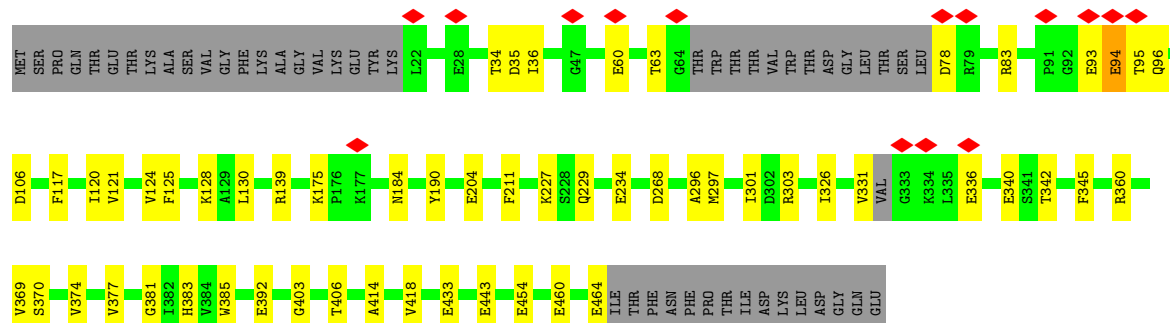 MET SER PRO GLN THR GLU THR LYS ALA SER VAL GLY PHE LYS ALA GLY VAL LYS GLU TYR LYS L22 E28 T34 D35 I36 G47 E60 T63 G64 THR TRP THR THR THR VAL TRP THR ASP GLY LEU THR SER LEU D78 R79 R83 P91 G92 E93 E94 T95 Q96
D106 F117 I120 V121 V124 F125 K128 A129 L130 R139 K175 P176 K177 N184 Y190 E204 F211 K227 S228 Q229 E234 D268 A296 M297 I301 D302 R303 I326 V331 VAL G333 K334 L335 E336 E340 S341 T342 F345 R360
V369 S370 V374 V377 G381 I382 H383 V384 W385 E392 G403 T406 A414 V418 E433 E443 E454 E460 E464 ILE THR PHE ASN PHE PRO THR ILE ASP LYS LEU ASP GLY GLN GLU